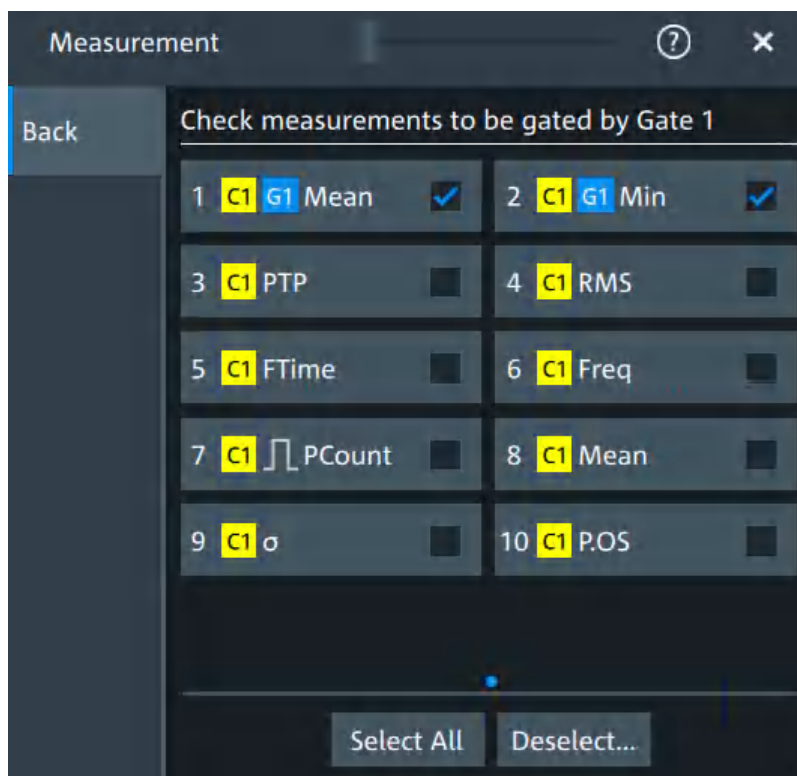 Measurement ?
Back
Check measurements to be gated by Gate 1
1 C1 G1 Mean
2 C1 G1 Min
3 C1 PTP
4 C1 RMS
5 C1 FTime
6 C1 Freq
7 C1 PCount
8 C1 Mean
9 C1 σ
10 C1 P.OS
Select All
Deselect...